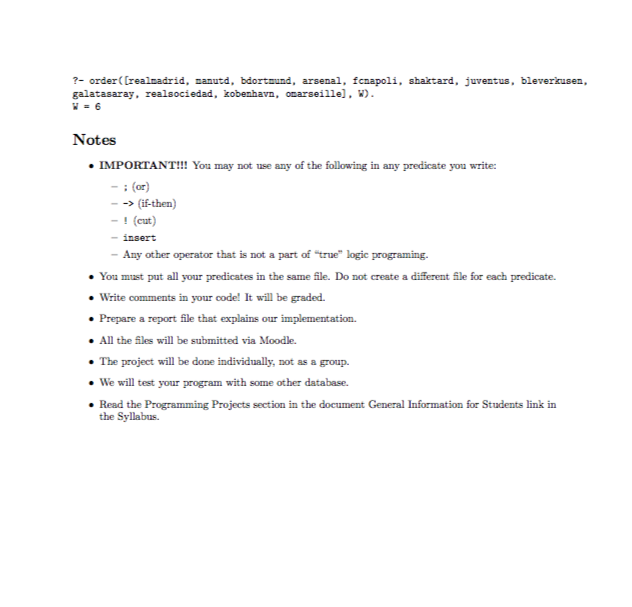 ?- order([realmadrid, manutd, bdortmund, arsenal, fcnapoli, shaktard, juventus, bleverkusen,
galatasaray, realsociedad, kobenhavn, omarseille], W).
W = 6
Notes
• IMPORTANT!!! You may not use any of the following in any predicate you write:
– ; (or)
– -> (if-then)
– ! (cut)
– insert
– Any other operator that is not a part of “true” logic programing.
• You must put all your predicates in the same file. Do not create a different file for each predicate.
• Write comments in your code! It will be graded.
• Prepare a report file that explains our implementation.
• All the files will be submitted via Moodle.
• The project will be done individually, not as a group.
• We will test your program with some other database.
• Read the Programming Projects section in the document General Information for Students link in
the Syllabus.